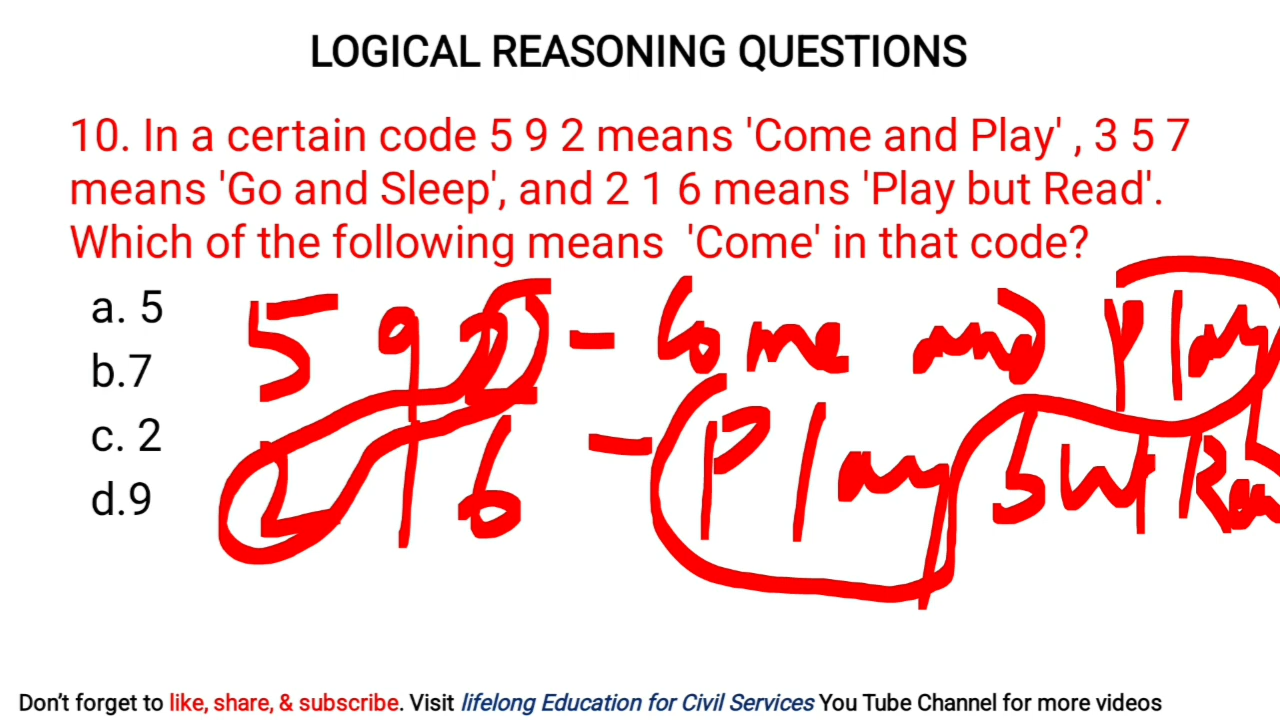 LOGICAL REASONING QUESTIONS
10. In a certain code 5 9 2 means 'Come and Play' , 3 5 7
means 'Go and Sleep', and 2 1 6 means 'Play but Read'.
Which of the following means 'Come' in that code?
a. 5
b.7
c. 2
d.9
5 9 2 - Come and Play
2 1 6 - Play but Rea
Don't forget to like, share, & subscribe. Visit lifelong Education for Civil Services You Tube Channel for more videos